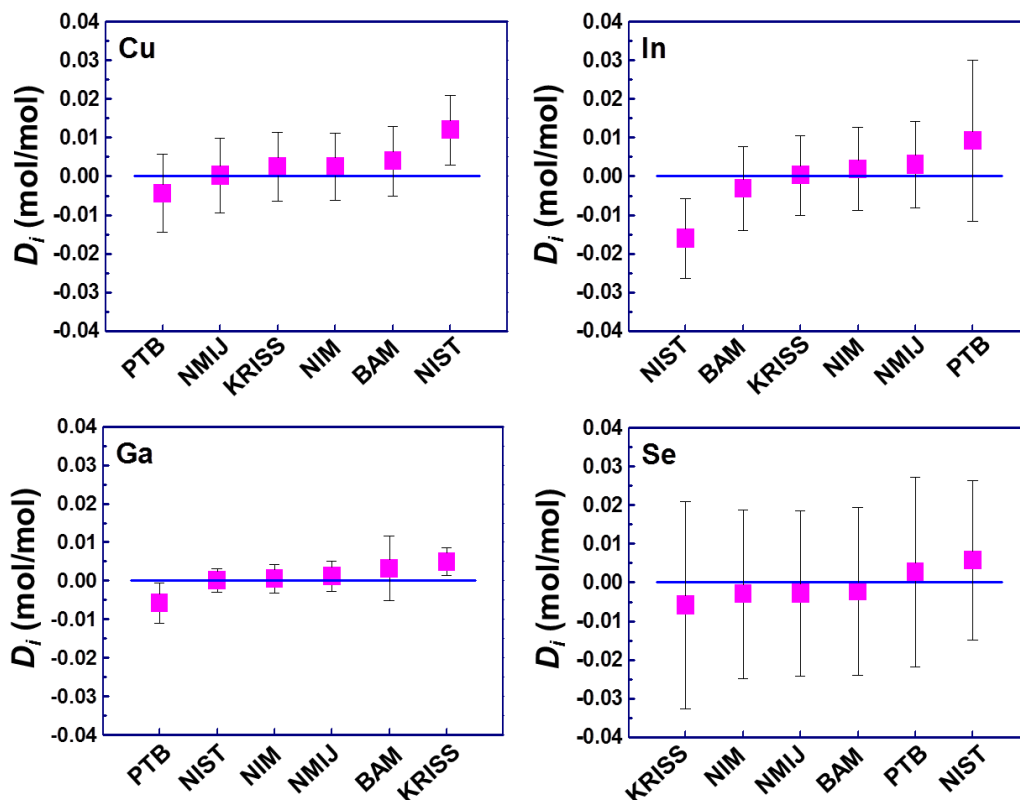 Cu
D_i (mol/mol)
0.04
0.03
0.02
0.01
0.00
-0.01
-0.02
-0.03
-0.04
PTB
NMIJ
KRISS
NIM
BAM
NIST
In
D_i (mol/mol)
0.04
0.03
0.02
0.01
0.00
-0.01
-0.02
-0.03
-0.04
NIST
BAM
KRISS
NIM
NMIJ
PTB
Ga
D_i (mol/mol)
0.04
0.03
0.02
0.01
0.00
-0.01
-0.02
-0.03
-0.04
PTB
NIST
NIM
NMIJ
BAM
KRISS
Se
D_i (mol/mol)
0.04
0.03
0.02
0.01
0.00
-0.01
-0.02
-0.03
-0.04
KRISS
NIM
NMIJ
BAM
PTB
NIST